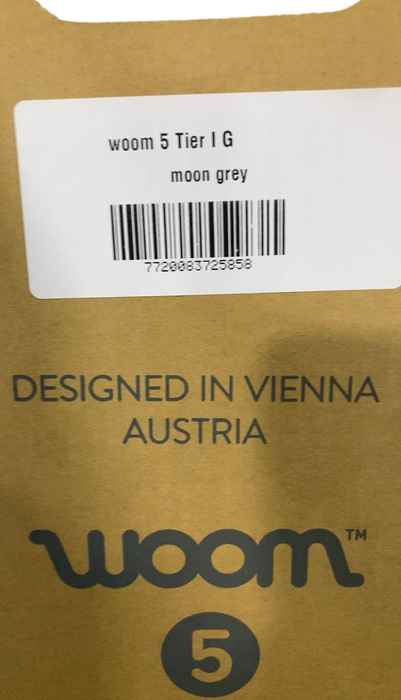 woom 5 Tier I G
moon grey
7720083725858
DESIGNED IN VIENNA
AUSTRIA
woom™
5